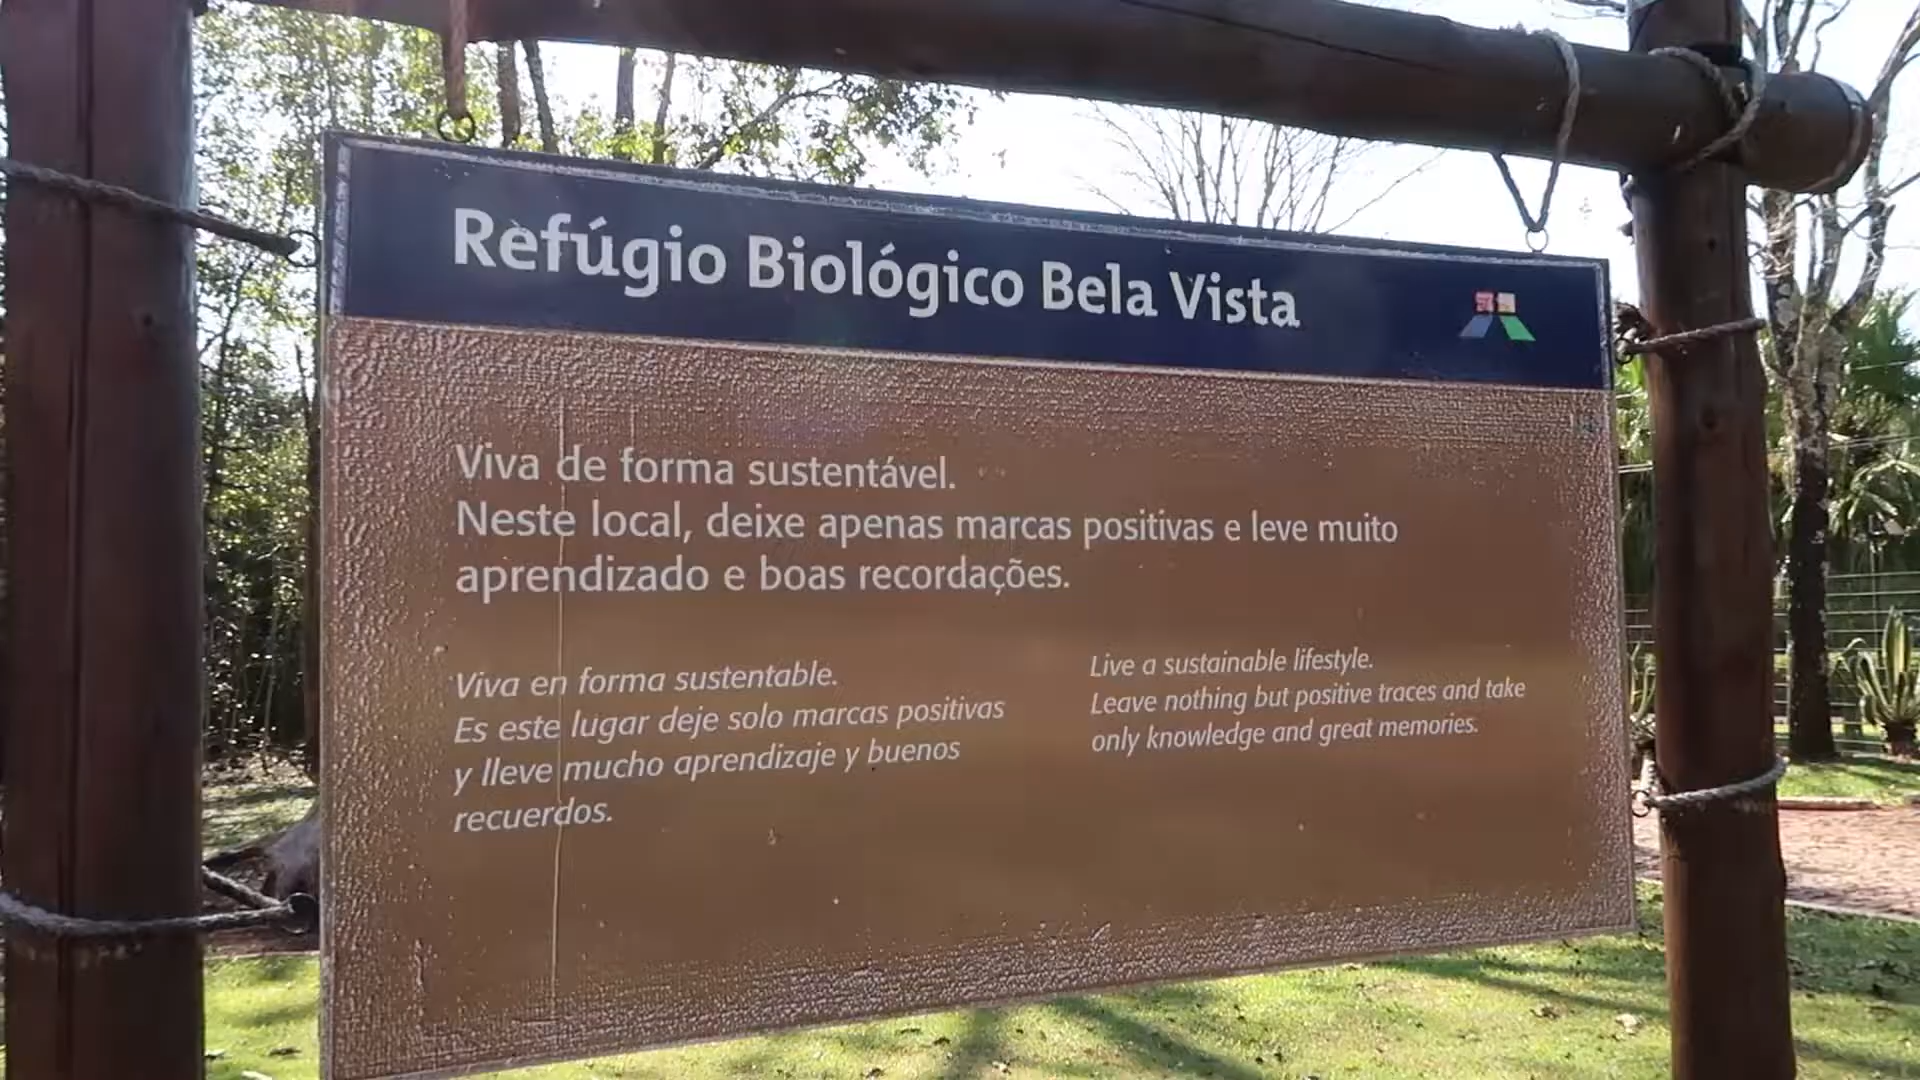 Refúgio Biológico Bela Vista
Viva de forma sustentável.
Neste local, deixe apenas marcas positivas e leve muito
aprendizado e boas recordações.
Viva en forma sustentable.
Es este lugar deje solo marcas positivas
y lleve mucho aprendizaje y buenos
recuerdos.
Live a sustainable lifestyle.
Leave nothing but positive traces and take
only knowledge and great memories.